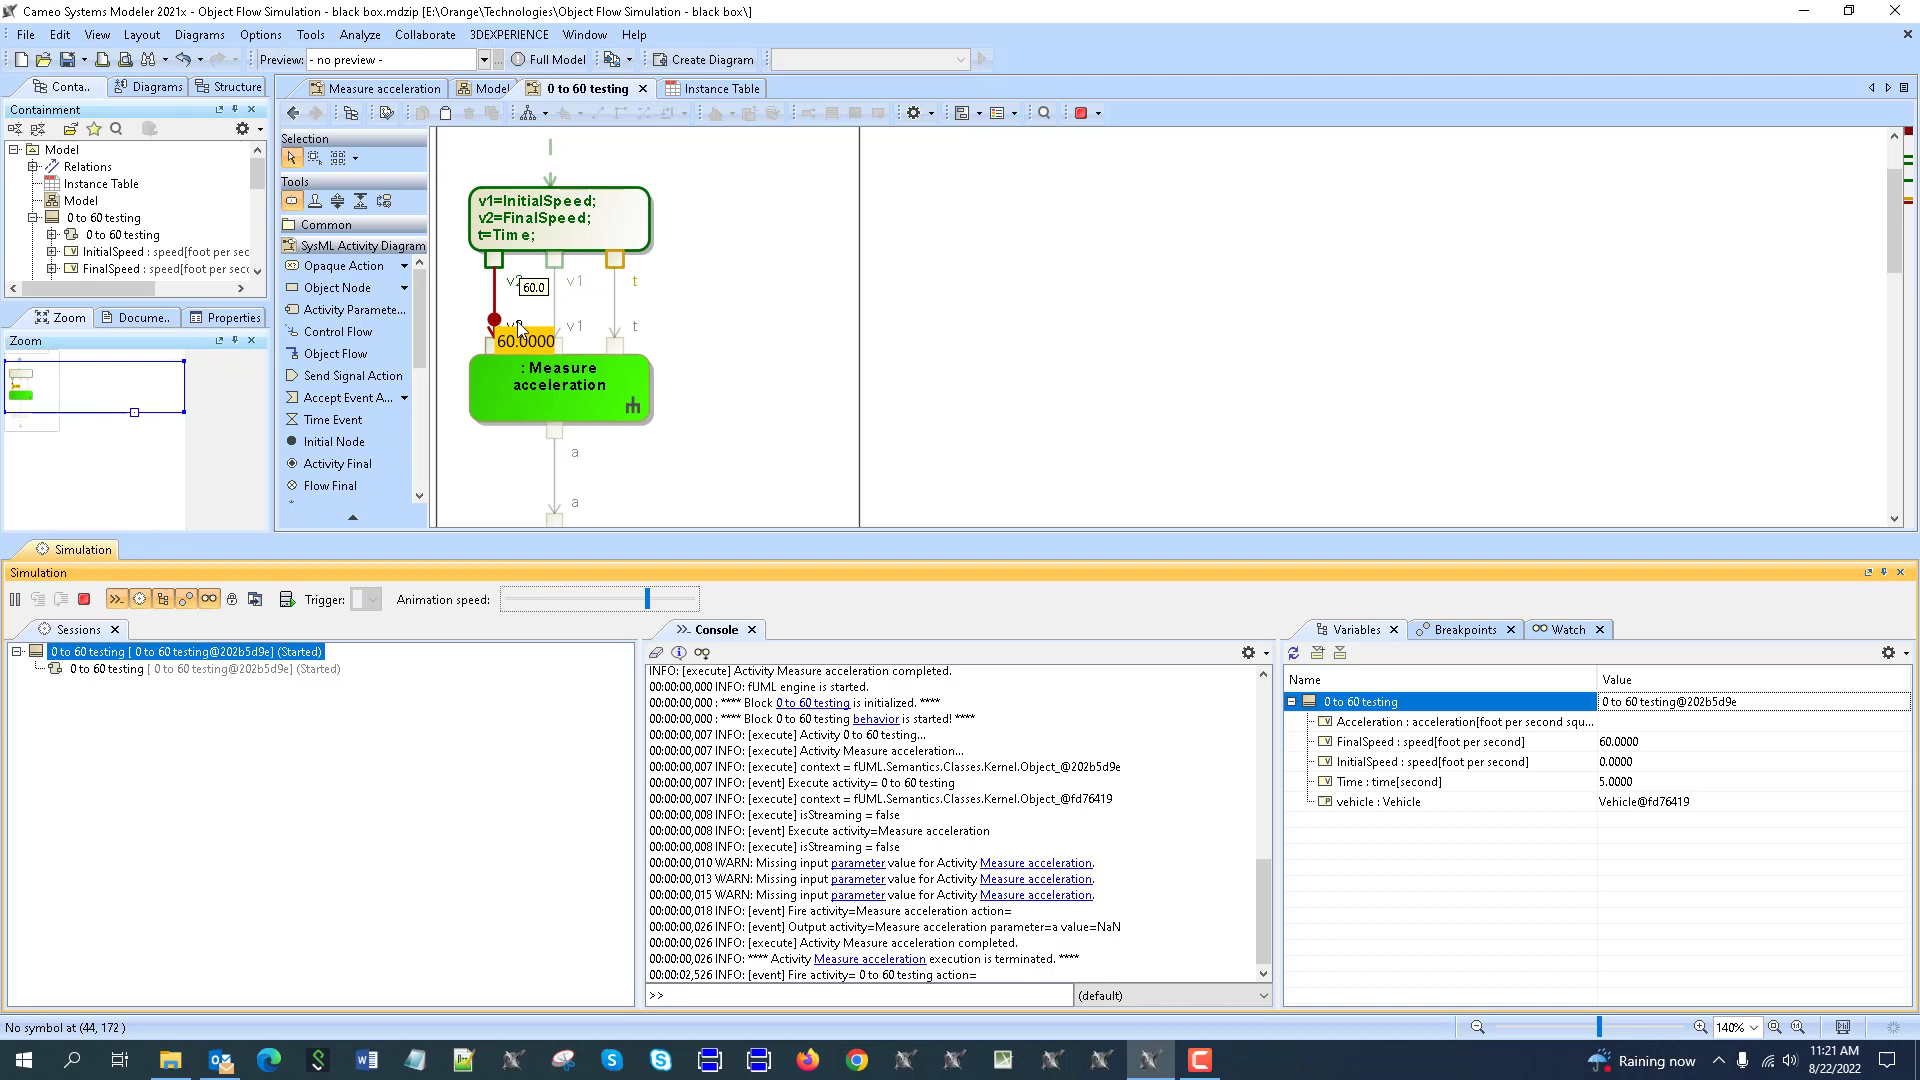 Cameo Systems Modeler 2021x - Object Flow Simulation - black box.mdzip [E:\Orange\Technologies\Object Flow Simulation - black box\]
File Edit View Layout Diagrams Options Tools Analyze Collaborate 3DEXPERIENCE Window Help
Preview: - no preview - Full Model Create Diagram
Conta.. Diagrams Structure
Measure acceleration Model 0 to 60 testing Instance Table
Containment
Model
Relations
Instance Table
Model
0 to 60 testing
0 to 60 testing
InitialSpeed : speed[foot per sec
FinalSpeed : speed[foot per sec
Zoom Docume.. Properties
Zoom
Selection
Tools
Common
SysML Activity Diagram
Opaque Action
Object Node
Activity Paramete...
Control Flow
Object Flow
Send Signal Action
Accept Event A...
Time Event
Initial Node
Activity Final
Flow Final
v1=InitialSpeed;
v2=FinalSpeed;
t=Time;
60.0 v1 t
v1 t
60.0000
: Measure
acceleration
a
a
Simulation
Simulation
Trigger: Animation speed:
Sessions
0 to 60 testing [ 0 to 60 testing@202b5d9e] (Started)
0 to 60 testing [ 0 to 60 testing@202b5d9e] (Started)
Console
INFO: [execute] Activity Measure acceleration completed.
00:00:00,000 INFO: fUML engine is started.
00:00:00,000 : **** Block 0 to 60 testing is initialized. ****
00:00:00,000 : **** Block 0 to 60 testing behavior is started! ****
00:00:00,007 INFO: [execute] Activity 0 to 60 testing...
00:00:00,007 INFO: [execute] Activity Measure acceleration...
00:00:00,007 INFO: [execute] context = fUML.Semantics.Classes.Kernel.Object_@202b5d9e
00:00:00,007 INFO: [event] Execute activity= 0 to 60 testing
00:00:00,007 INFO: [execute] context = fUML.Semantics.Classes.Kernel.Object_@fd76419
00:00:00,008 INFO: [execute] isStreaming = false
00:00:00,008 INFO: [event] Execute activity=Measure acceleration
00:00:00,008 INFO: [execute] isStreaming = false
00:00:00,010 WARN: Missing input parameter value for Activity Measure acceleration.
00:00:00,013 WARN: Missing input parameter value for Activity Measure acceleration.
00:00:00,015 WARN: Missing input parameter value for Activity Measure acceleration.
00:00:00,018 INFO: [event] Fire activity=Measure acceleration action=
00:00:00,026 INFO: [event] Output activity=Measure acceleration parameter=a value=NaN
00:00:00,026 INFO: [execute] Activity Measure acceleration completed.
00:00:00,026 INFO: **** Activity Measure acceleration execution is terminated. ****
00:00:02,526 INFO: [event] Fire activity= 0 to 60 testing action=
>> (default)
Variables Breakpoints Watch
Name Value
0 to 60 testing 0 to 60 testing@202b5d9e
Acceleration : acceleration[foot per second squ...
FinalSpeed : speed[foot per second] 60.0000
InitialSpeed : speed[foot per second] 0.0000
Time : time[second] 5.0000
vehicle : Vehicle Vehicle@fd76419
No symbol at (44, 172 ) 140%
Raining now 11:21 AM
8/22/2022